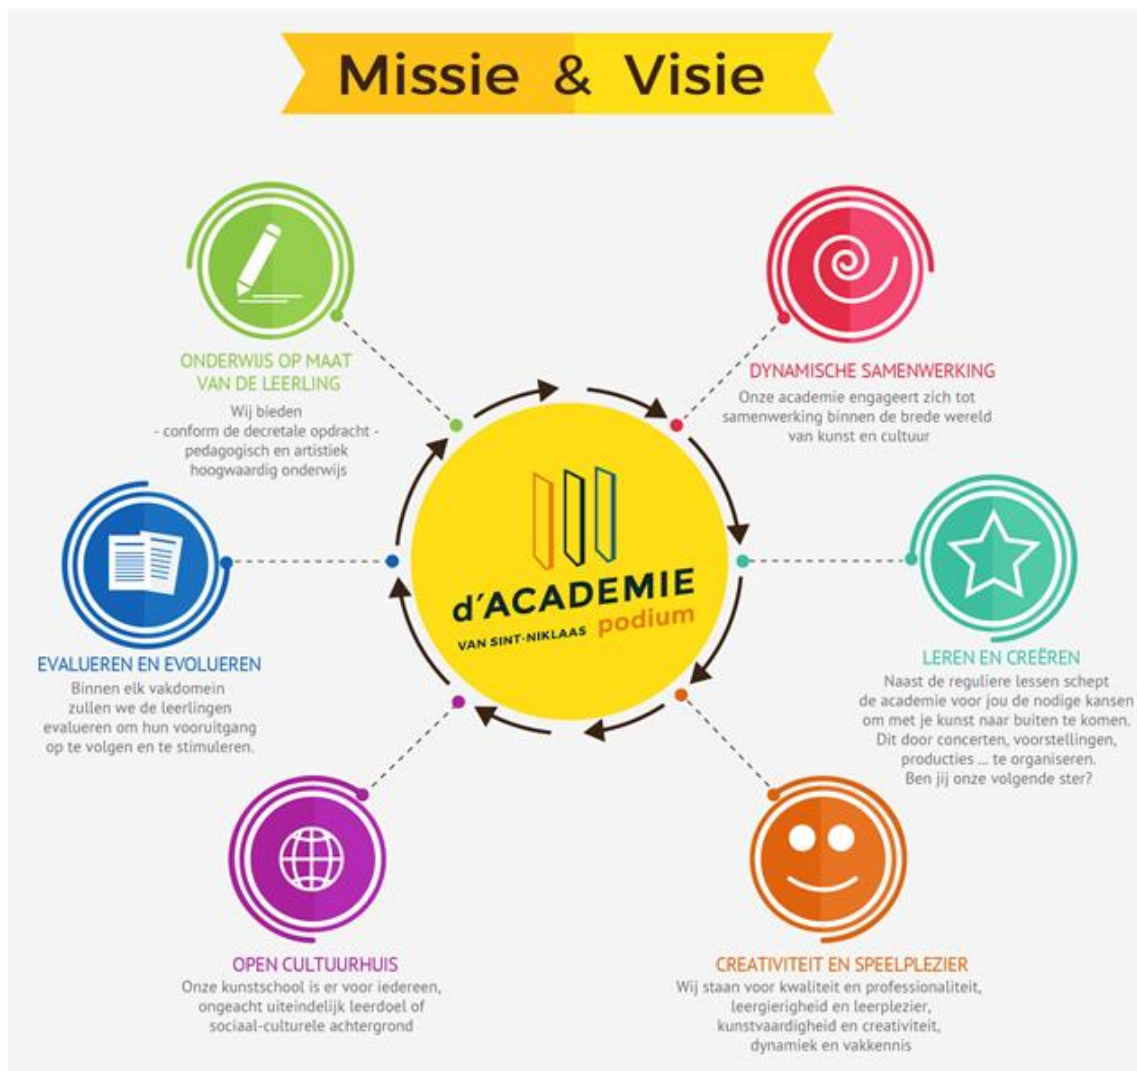 Missie & Visie
ONDERWIJS OP MAAT
VAN DE LEERLING
Wij bieden
- conform de decretale opdracht -
pedagogisch en artistiek
hoogwaardig onderwijs
DYNAMISCHE SAMENWERKING
Onze academie engageert zich tot
samenwerking binnen de brede wereld
van kunst en cultuur
d'ACADEMIE
VAN SINT-NIKLAAS podium
EVALUEREN EN EVOLUEREN
Binnen elk vakdomein
zullen we de leerlingen
evalueren om hun vooruitgang
op te volgen en te stimuleren.
LEREN EN CREËREN
Naast de reguliere lessen schept
de academie voor jou de nodige kansen
om met je kunst naar buiten te komen.
Dit door concerten, voorstellingen,
producties ... te organiseren.
Ben jij onze volgende ster?
OPEN CULTUURHUIS
Onze kunstschool is er voor iedereen,
ongeacht uiteindelijk leerdoel of
sociaal-culturele achtergrond
CREATIVITEIT EN SPEELPLEZIER
Wij staan voor kwaliteit en professionaliteit,
leergierigheid en leerplezier,
kunstvaardigheid en creativiteit,
dynamiek en vakkennis